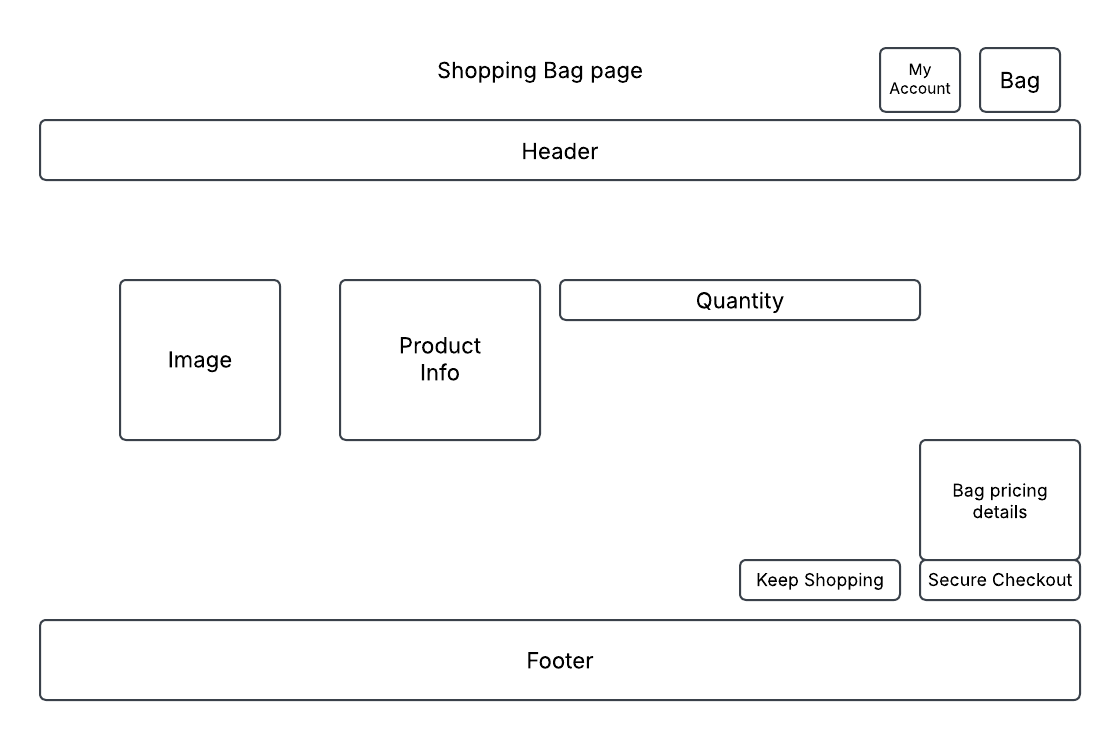 Shopping Bag page
My
Account
Bag
Header
Image
Product
Info
Quantity
Bag pricing
details
Keep Shopping
Secure Checkout
Footer